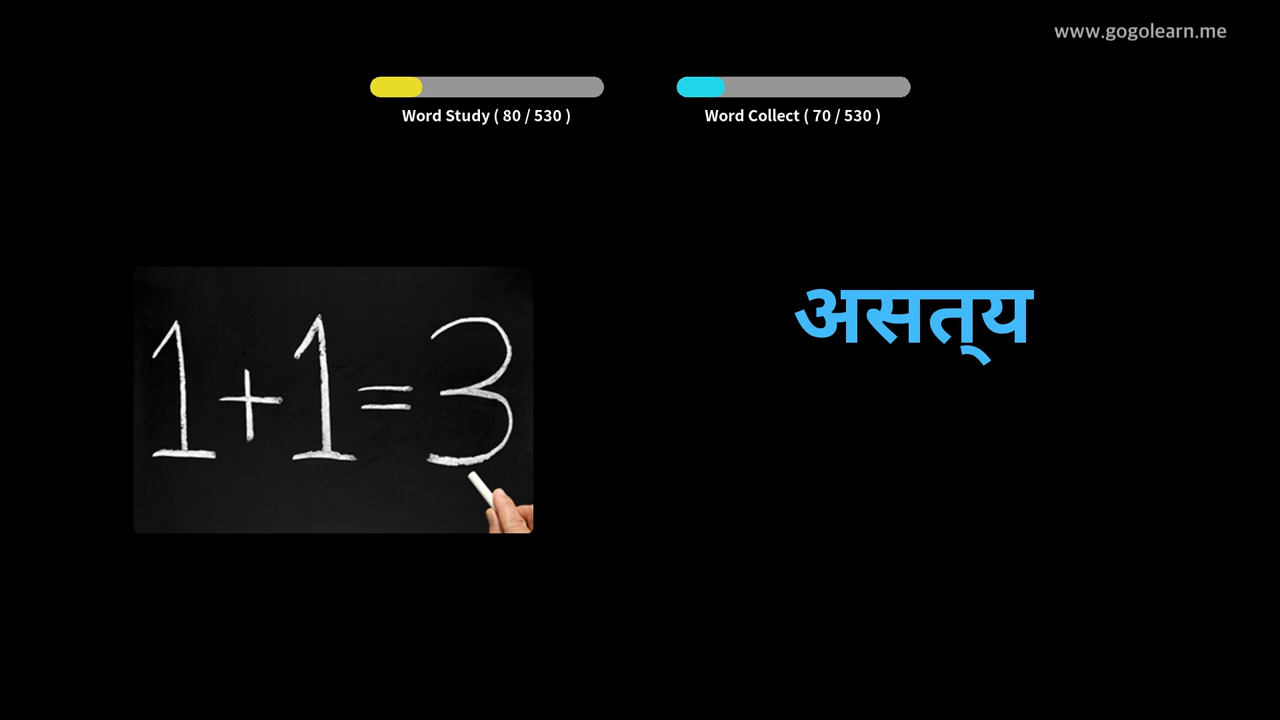 www.gogolearn.me
Word Study ( 80 / 530 )
Word Collect ( 70 / 530 )
1+1=3
असत्‌य